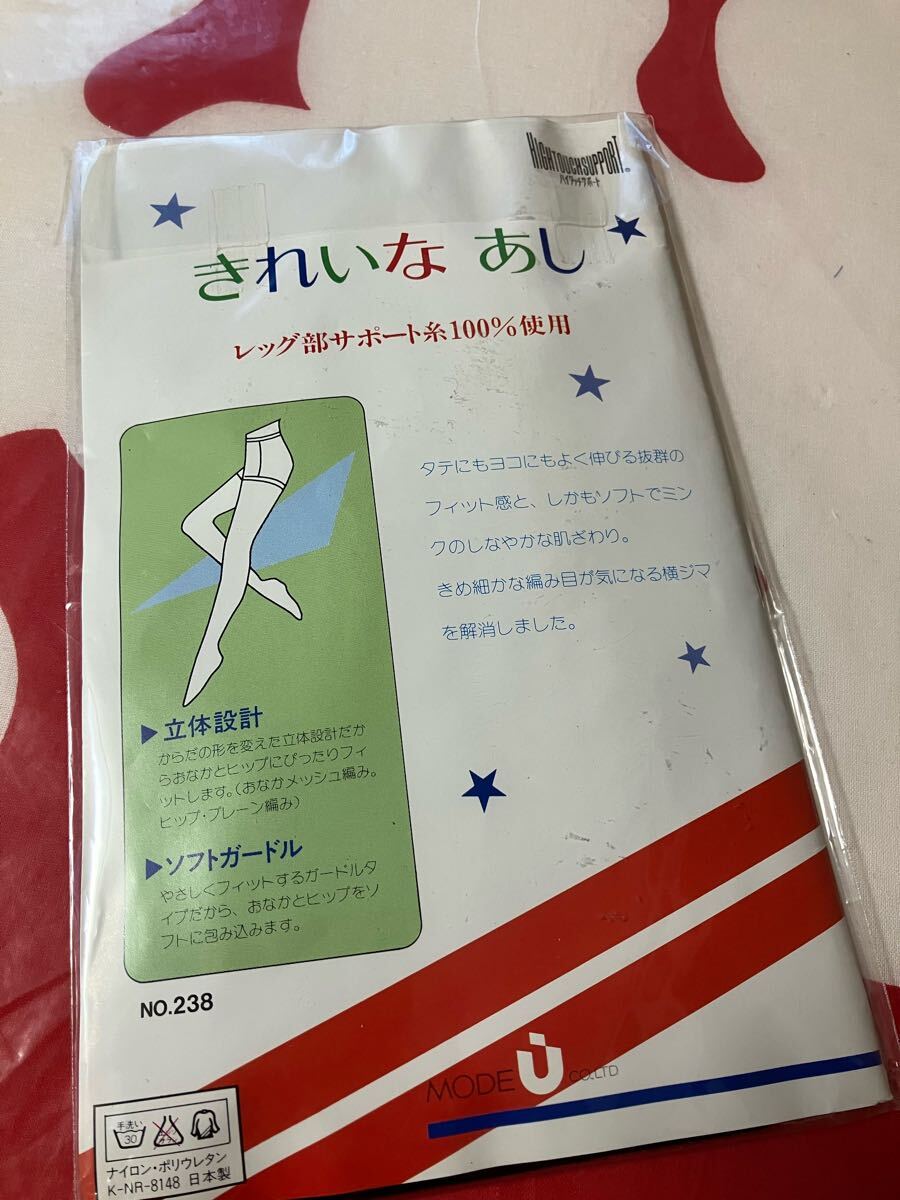 HIGHTOUCHSUPPORT®
ハイタッチサポート
きれいな あし
レッグ部サポート糸100%使用
タテにもヨコにもよく伸びる抜群の
フィット感と、しかもソフトでミン
クのしなやかな肌ざわり。
きめ細かな編み目が気になる横ジマ
を解消しました。
▶立体設計
からだの形を変えた立体設計だか
らおなかとヒップにぴったりフィ
ットします。(おなかメッシュ編み。
ヒップ・プレーン編み)
▶ソフトガードル
やさしくフィットするガードルタ
イプだから、おなかとヒップをソ
フトに包み込みます。
NO.238
MODE U CO.,LTD
手洗い
30
ナイロン・ポリウレタン
K-NR-8148 日本製